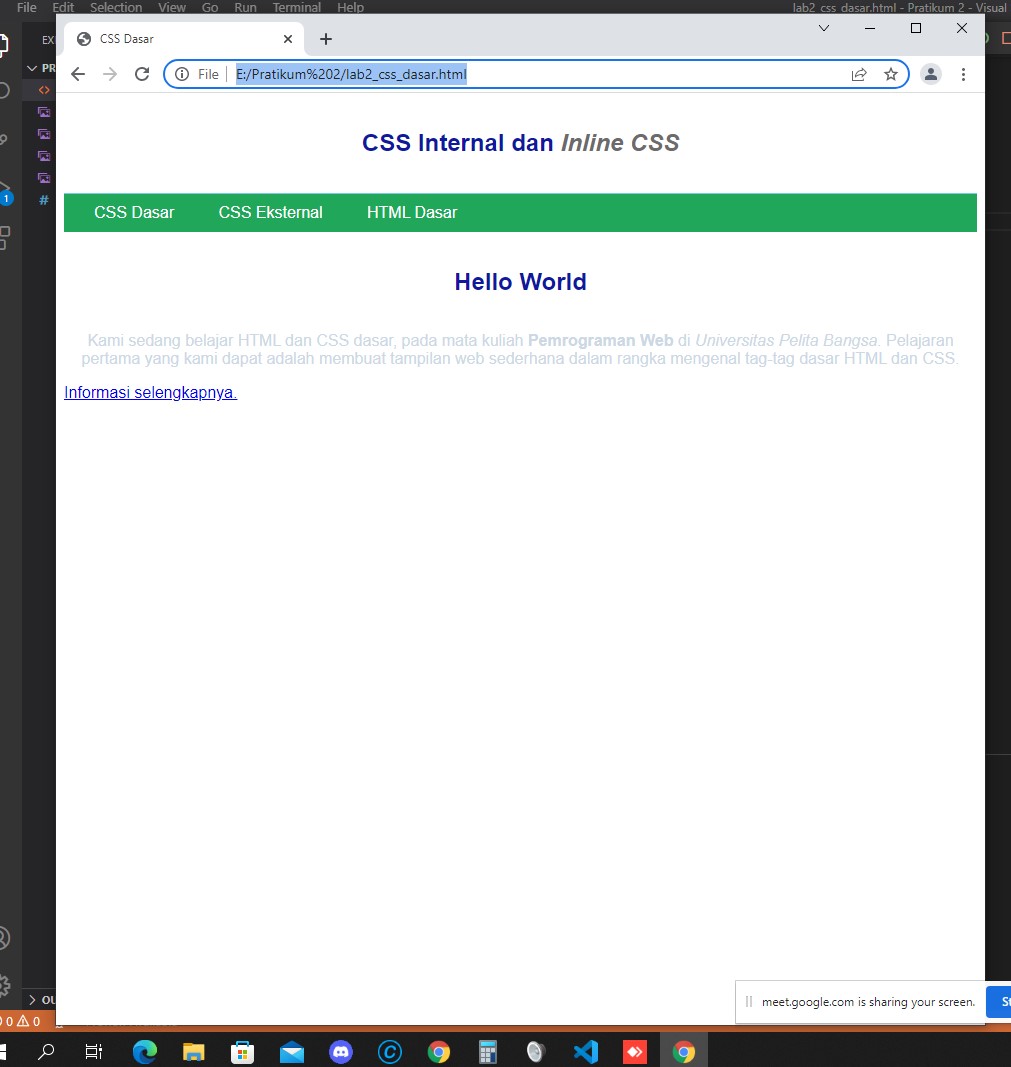 File Edit Selection View Go Run Terminal Help lab2_css_dasar.html - Pratikum 2 - Visual
CSS Dasar
File E:/Pratikum%202/lab2_css_dasar.html
EX
PR
1
CSS Internal dan Inline CSS
CSS Dasar CSS Eksternal HTML Dasar
Hello World
Kami sedang belajar HTML dan CSS dasar, pada mata kuliah Pemrograman Web di Universitas Pelita Bangsa. Pelajaran
pertama yang kami dapat adalah membuat tampilan web sederhana dalam rangka mengenal tag-tag dasar HTML dan CSS.
Informasi selengkapnya.
OU
meet.google.com is sharing your screen. St
0 0